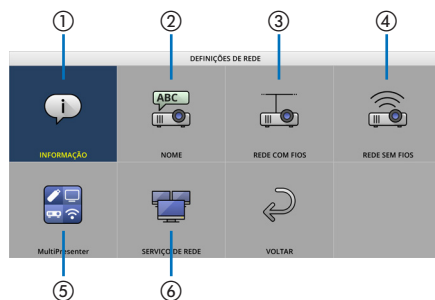 ① ② ③ ④
DEFINIÇÕES DE REDE
ABC
INFORMAÇÃO NOME REDE COM FIOS REDE SEM FIOS
MultiPresenter SERVIÇO DE REDE VOLTAR
⑤ ⑥